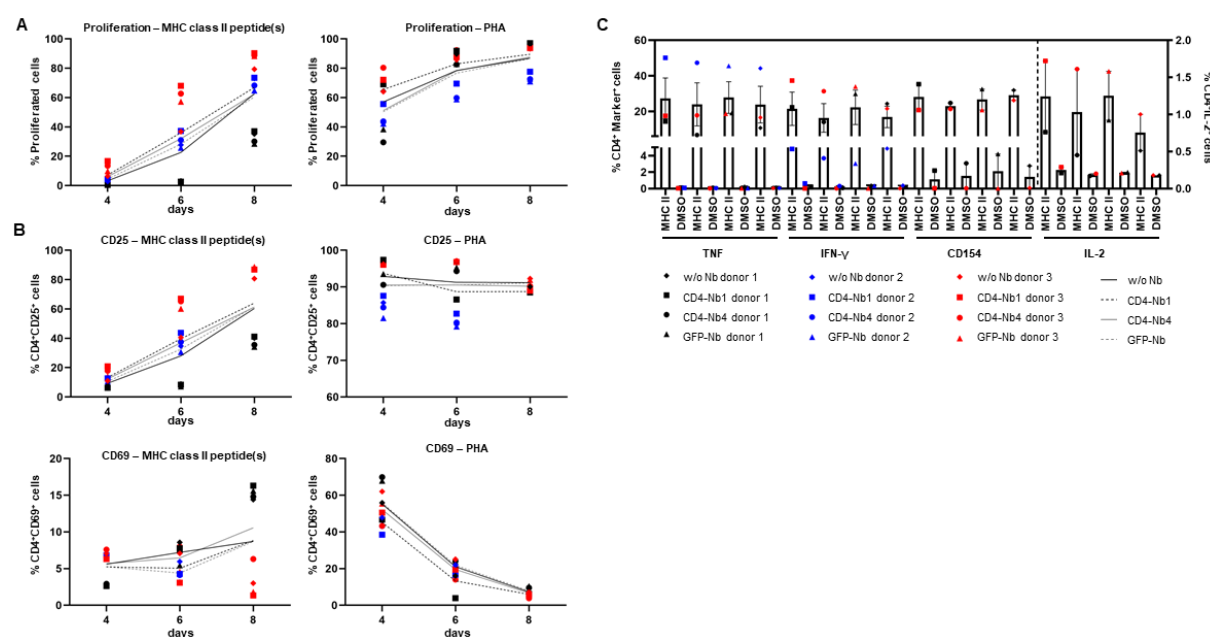 A
Proliferation – MHC class II peptide(s)
% Proliferated cells
100
80
60
40
20
0
4
6
8
days
Proliferation – PHA
% Proliferated cells
100
80
60
40
20
0
4
6
8
days
B
CD25 – MHC class II peptide(s)
% CD4⁺CD25⁺ cells
100
80
60
40
20
0
4
6
8
days
CD25 – PHA
% CD4⁺CD25⁺ cells
100
90
80
70
60
4
6
8
days
CD69 – MHC class II peptide(s)
% CD4⁺CD69⁺ cells
20
15
10
5
0
4
6
8
days
CD69 – PHA
% CD4⁺CD69⁺ cells
80
60
40
20
0
4
6
8
days
C
% CD4⁺ Marker⁺ cells
60
40
20
4
2
0
2.0
1.5
1.0
0.5
0.0
% CD4⁺IL-2⁺ cells
MHC II
DMSO
MHC II
DMSO
MHC II
DMSO
MHC II
DMSO
MHC II
DMSO
MHC II
DMSO
MHC II
DMSO
MHC II
DMSO
MHC II
DMSO
MHC II
DMSO
MHC II
DMSO
MHC II
DMSO
MHC II
DMSO
MHC II
DMSO
MHC II
DMSO
MHC II
DMSO
TNF
IFN-γ
CD154
IL-2
w/o Nb donor 1
w/o Nb donor 2
w/o Nb donor 3
w/o Nb
CD4-Nb1 donor 1
CD4-Nb1 donor 2
CD4-Nb1 donor 3
CD4-Nb1
CD4-Nb4 donor 1
CD4-Nb4 donor 2
CD4-Nb4 donor 3
CD4-Nb4
GFP-Nb donor 1
GFP-Nb donor 2
GFP-Nb donor 3
GFP-Nb